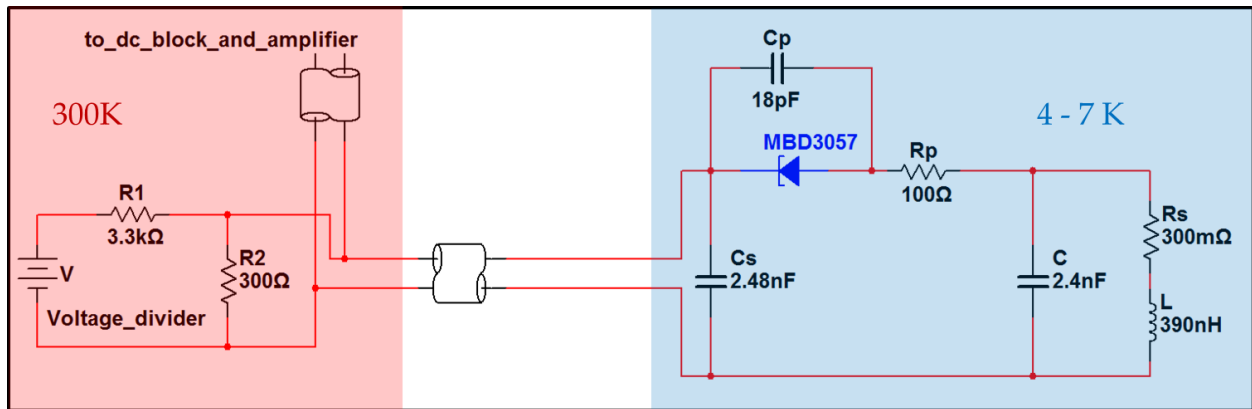 to_dc_block_and_amplifier
300K
R1
3.3kΩ
R2
300Ω
V
Voltage_divider
Cp
18pF
4 - 7 K
MBD3057
Rp
100Ω
Rs
300mΩ
Cs
2.48nF
C
2.4nF
L
390nH